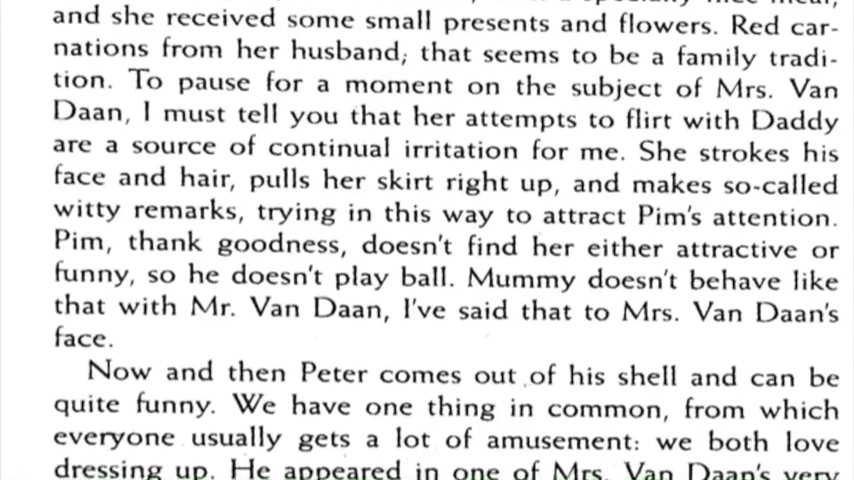 and she received some small presents and flowers. Red car-
nations from her husband; that seems to be a family tradi-
tion. To pause for a moment on the subject of Mrs. Van
Daan, I must tell you that her attempts to flirt with Daddy
are a source of continual irritation for me. She strokes his
face and hair, pulls her skirt right up, and makes so-called
witty remarks, trying in this way to attract Pim's attention.
Pim, thank goodness, doesn't find her either attractive or
funny, so he doesn't play ball. Mummy doesn't behave like
that with Mr. Van Daan, I've said that to Mrs. Van Daan's
face.
Now and then Peter comes out of his shell and can be
quite funny. We have one thing in common, from which
everyone usually gets a lot of amusement: we both love
dressing up. He appeared in one of Mrs. Van Daan's very